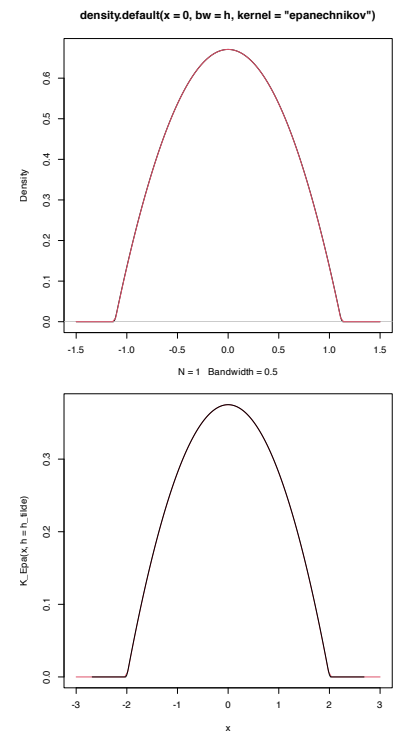 density.default(x = 0, bw = h, kernel = "epanechnikov")
Density
0.6
0.5
0.4
0.3
0.2
0.1
0.0
-1.5 -1.0 -0.5 0.0 0.5 1.0 1.5
N = 1 Bandwidth = 0.5
K_Epa(x, h = h_tilde)
0.3
0.2
0.1
0.0
-3 -2 -1 0 1 2 3
x